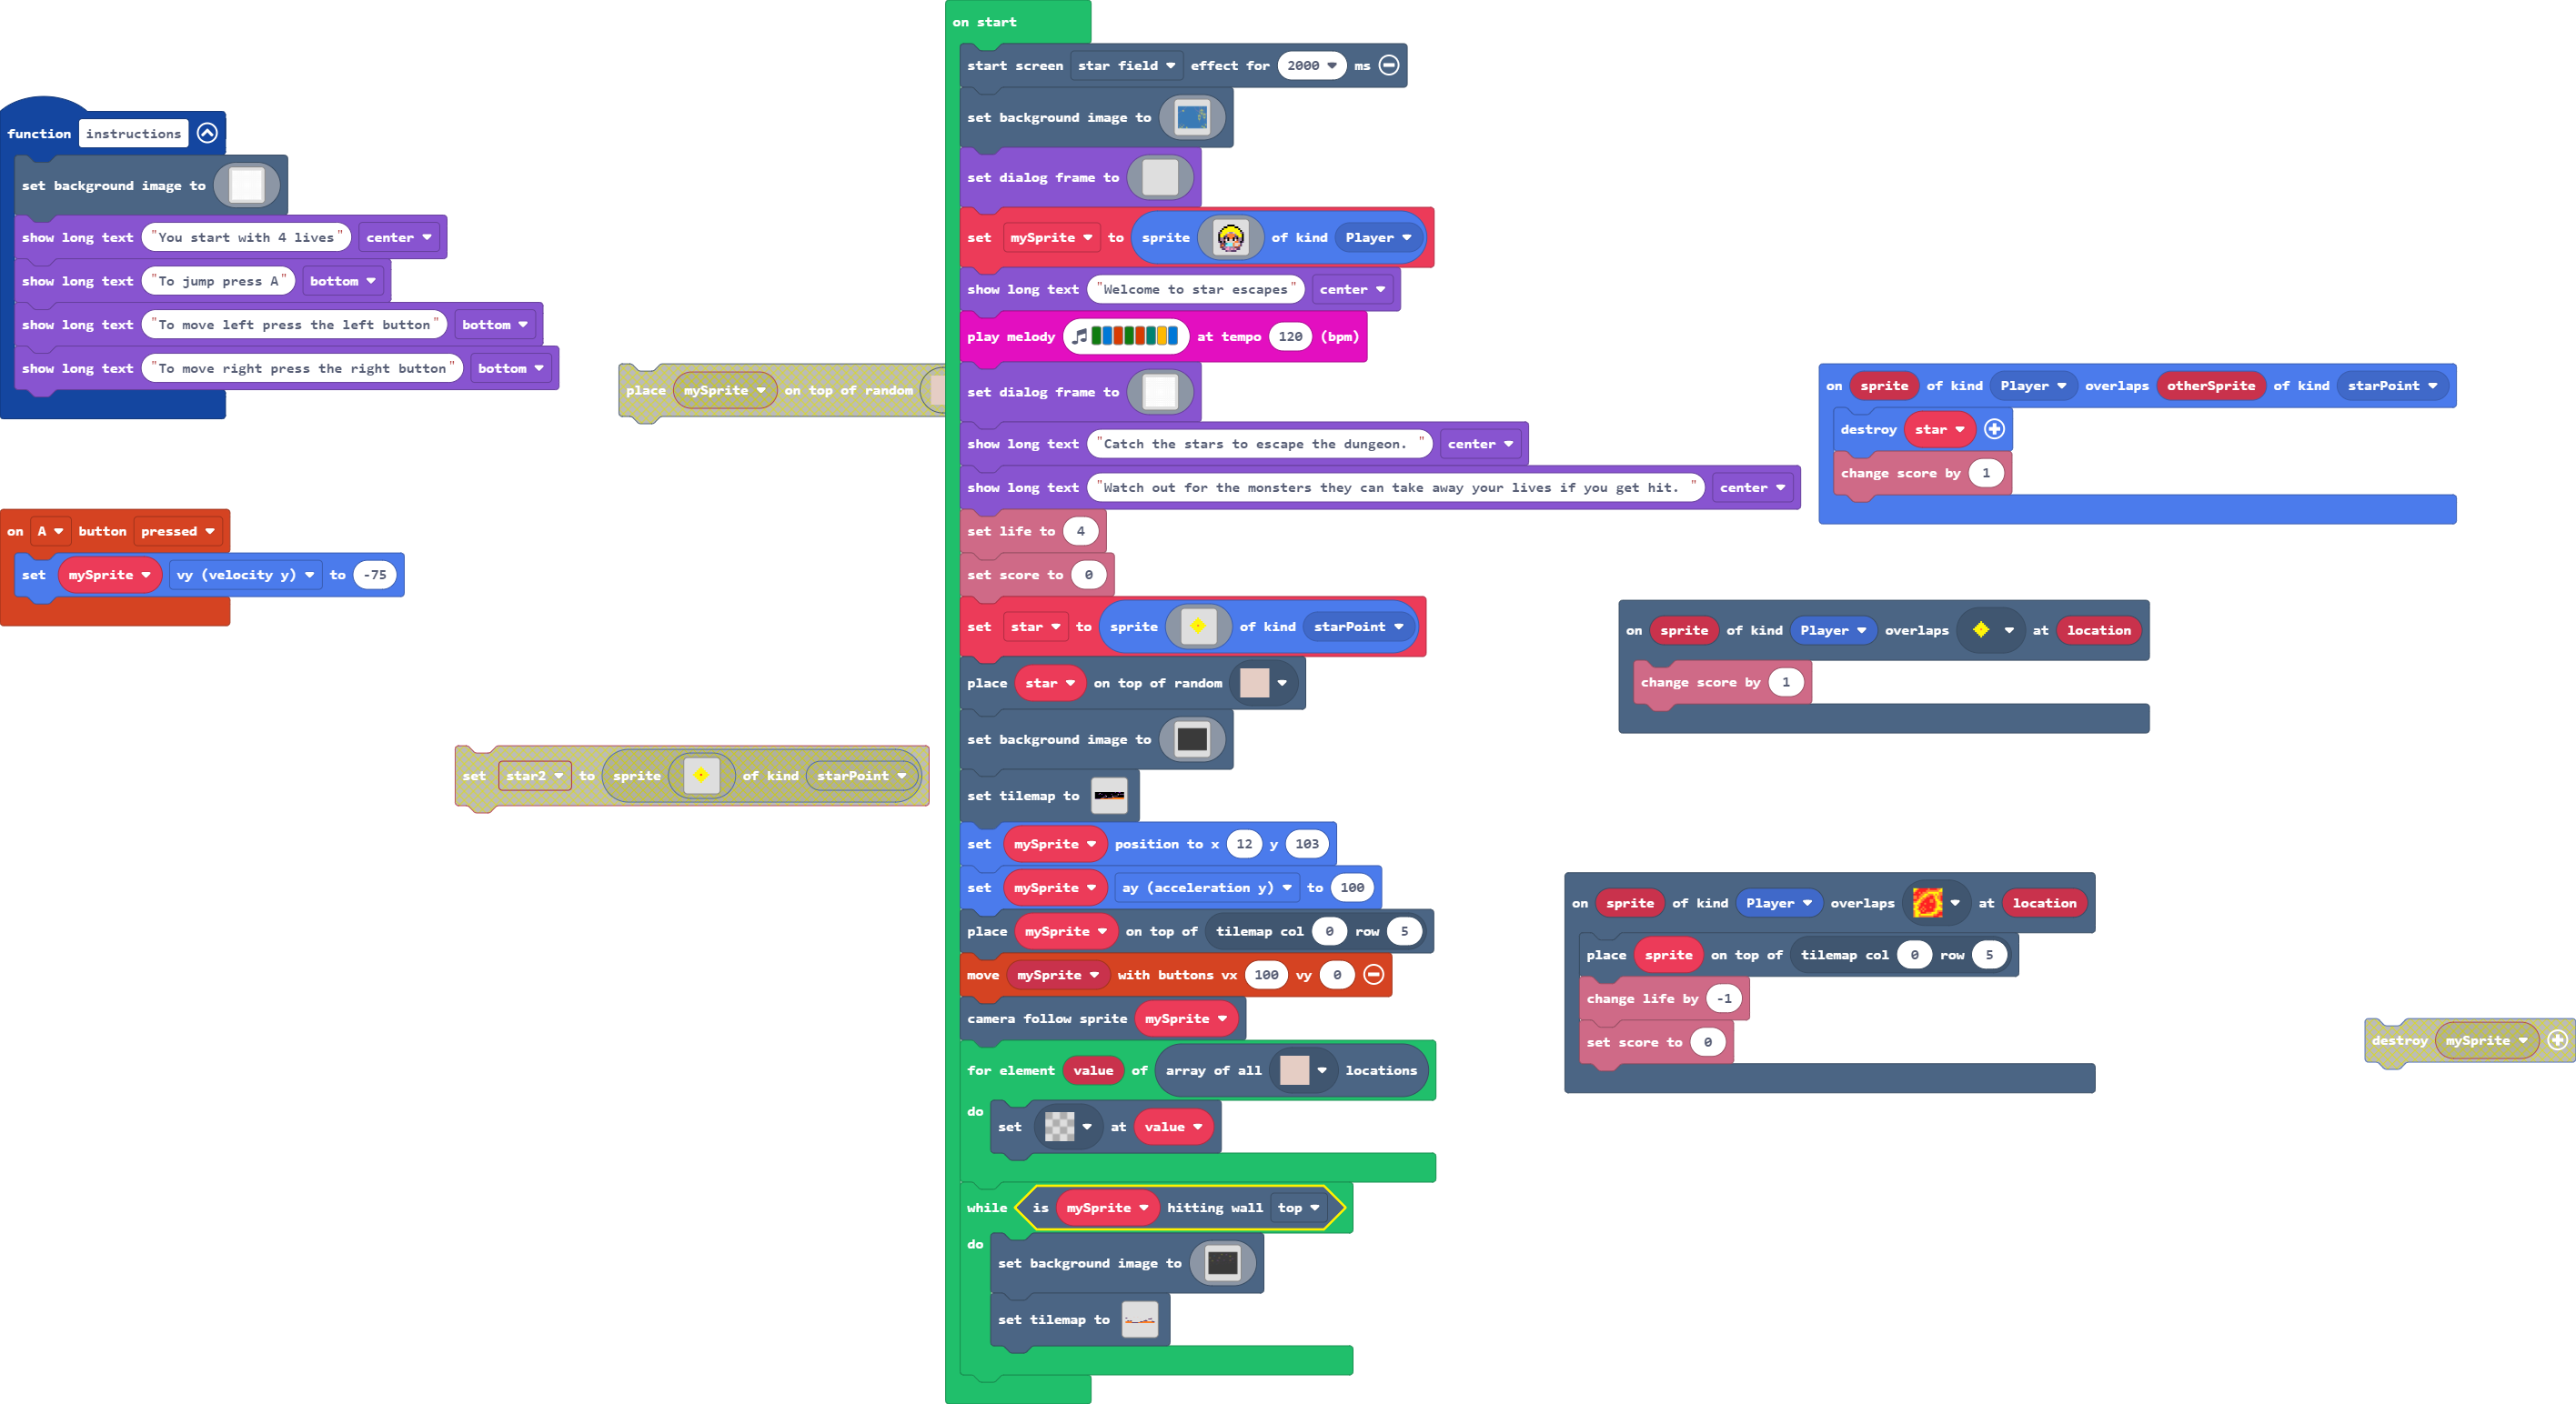 function instructions
set background image to
show long text "You start with 4 lives" center
show long text "To jump press A" bottom
show long text "To move left press the left button" bottom
show long text "To move right press the right button" bottom
on A button pressed
set mySprite vy (velocity y) to -75
place mySprite on top of random
set star2 to sprite of kind starPoint
on start
start screen star field effect for 2000 ms
set background image to
set dialog frame to
set mySprite to sprite of kind Player
show long text "Welcome to star escapes" center
play melody at tempo 120 (bpm)
set dialog frame to
show long text "Catch the stars to escape the dungeon. " center
show long text "Watch out for the monsters they can take away your lives if you get hit. " center
set life to 4
set score to 0
set star to sprite of kind starPoint
place star on top of random
set background image to
set tilemap to
set mySprite position to x 12 y 103
set mySprite ay (acceleration y) to 100
place mySprite on top of tilemap col 0 row 5
move mySprite with buttons vx 100 vy 0
camera follow sprite mySprite
for element value of array of all locations
do
set at value
while is mySprite hitting wall top
do
set background image to
set tilemap to
on sprite of kind Player overlaps otherSprite of kind starPoint
destroy star
change score by 1
on sprite of kind Player overlaps at location
change score by 1
on sprite of kind Player overlaps at location
place sprite on top of tilemap col 0 row 5
change life by -1
set score to 0
destroy mySprite